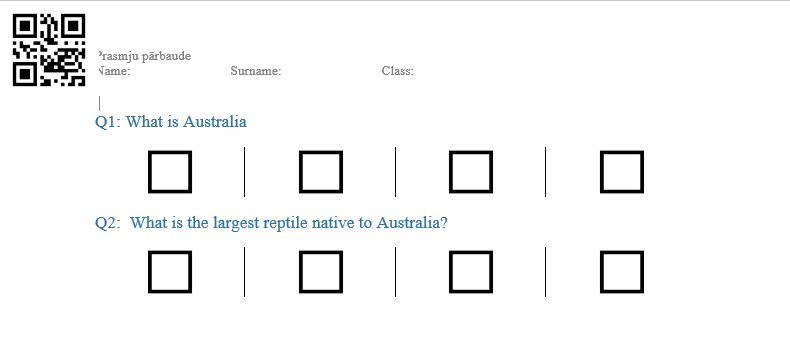 Prasmju pārbaude
Name: Surname: Class:
Q1: What is Australia
Q2: What is the largest reptile native to Australia?